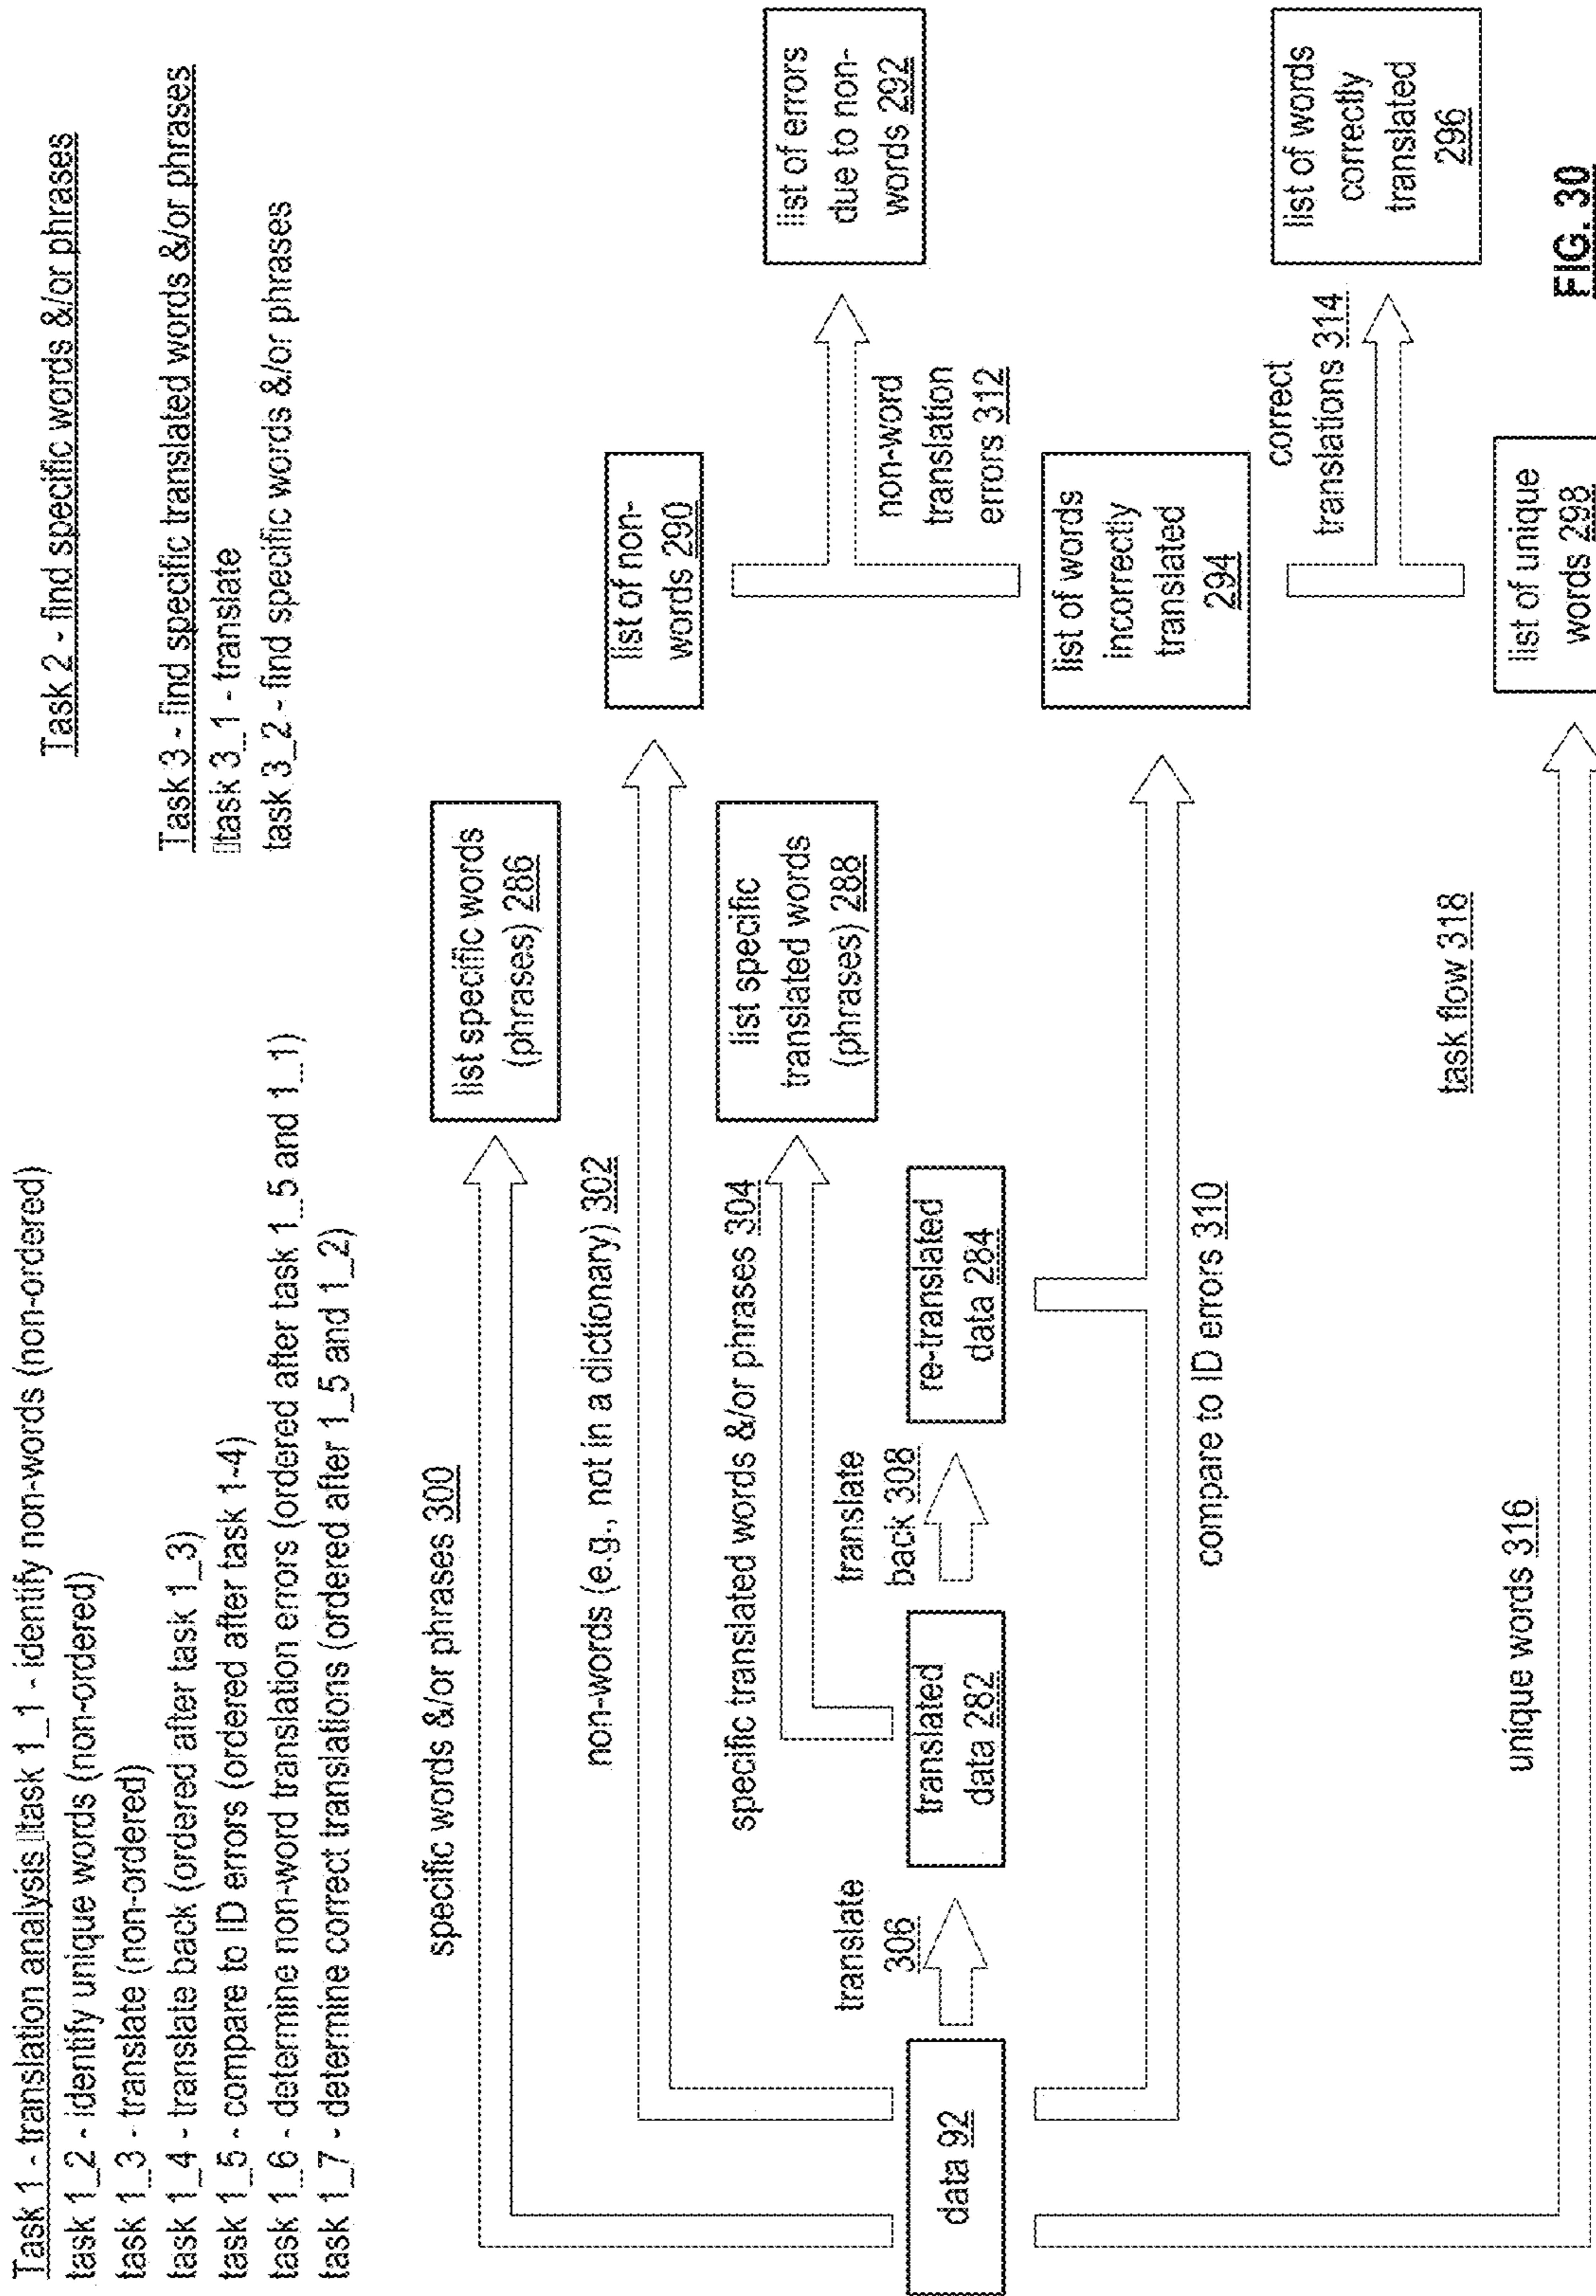 Task 1 - translation analysis task 1_1 - identify non-words (non-ordered)
task 1_2 - identify unique words (non-ordered)
task 1_3 - translate (non-ordered)
task 1_4 - translate back (ordered after task 1_3)
task 1_5 - compare to ID errors (ordered after task 1-4)
task 1_6 - determine non-word translation errors (ordered after task 1_5 and 1_1)
task 1_7 - determine correct translations (ordered after 1_5 and 1_2)
Task 2 - find specific words &/or phrases
Task 3 - find specific translated words &/or phrases
task 3_1 - translate
task 3_2 - find specific words &/or phrases
specific words &/or phrases 300
list specific words
(phrases) 286
non-words (e.g., not in a dictionary) 302
list of non-
words 290
specific translated words &/or phrases 304
list specific
translated words
(phrases) 288
list of errors
due to non-
words 292
data 92
translate
306
translated
data 282
translate
back 308
re-translated
data 284
non-word
translation
errors 312
compare to ID errors 310
list of words
incorrectly
translated
294
correct
translations 314
list of words
correctly
translated
296
unique words 316
task flow 318
list of unique
words 298
FIG. 30